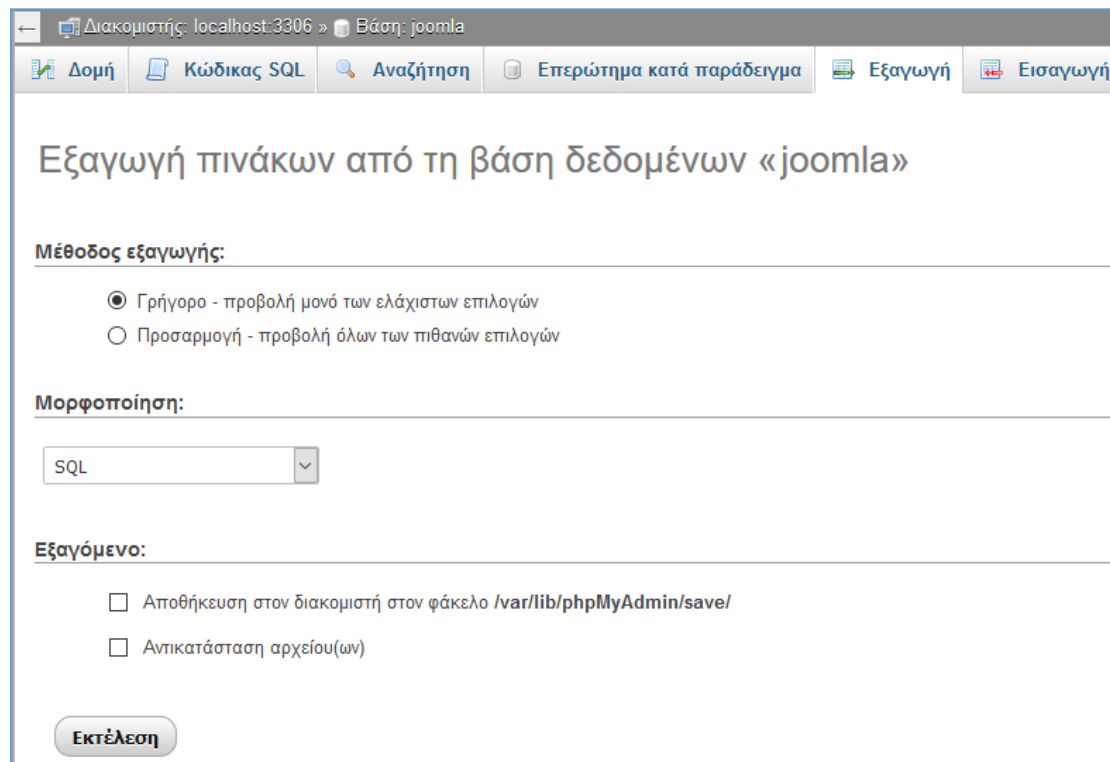 ← Διακομιστής: localhost:3306 » Βάση: joomla
Δομή Κώδικας SQL Αναζήτηση Επερώτημα κατά παράδειγμα Εξαγωγή Εισαγωγή
Εξαγωγή πινάκων από τη βάση δεδομένων «joomla»
Μέθοδος εξαγωγής:
Γρήγορο - προβολή μονό των ελάχιστων επιλογών
Προσαρμογή - προβολή όλων των πιθανών επιλογών
Μορφοποίηση:
SQL
Εξαγόμενο:
Αποθήκευση στον διακομιστή στον φάκελο /var/lib/phpMyAdmin/save/
Αντικατάσταση αρχείου(ων)
Εκτέλεση